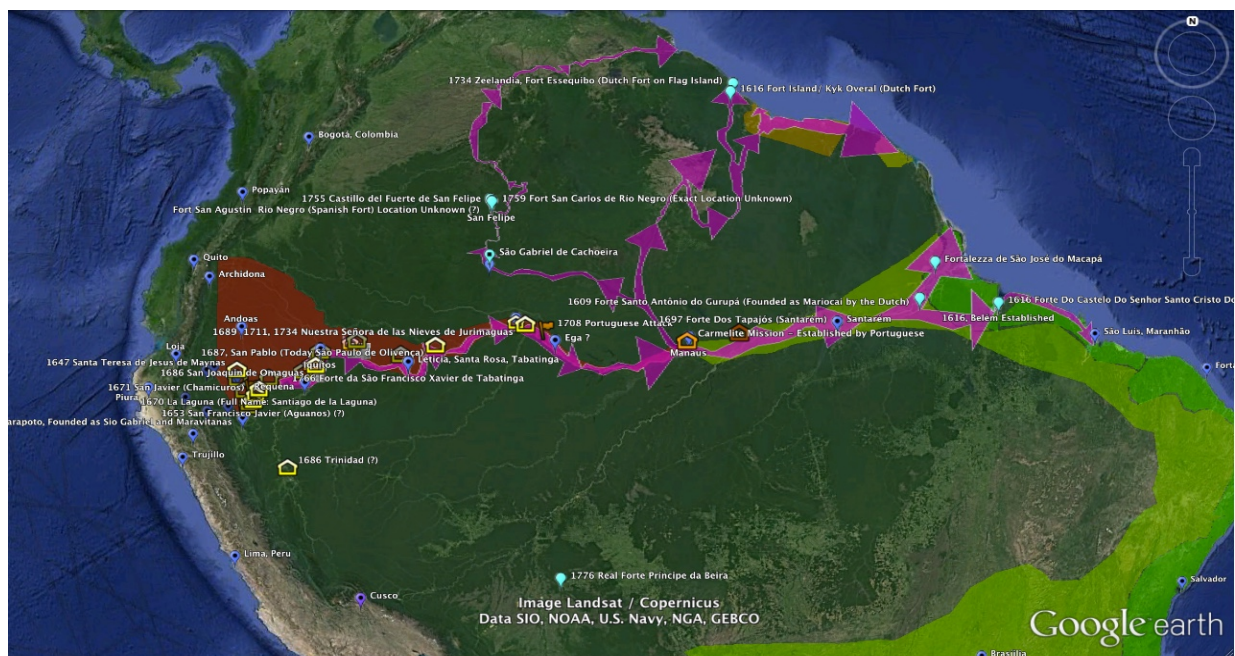 N
1734 Zeelandia, Fort Essequibo (Dutch Fort on Flag Island)
1616 Fort Island/ Kyk Overal (Dutch Fort)
Bogotá, Colombia
Popayán
1755 Castillo del Fuerte de San Felipe
1759 Fort San Carlos de Rio Negro (Exact Location Unknown)
Fort San Agustin Rio Negro (Spanish Fort) Location Unknown (?)
San Felipe
Quito
São Gabriel de Cachoeira
Fortalezza de São José do Macapá
Archidona
1609 Forte Santo Antônio do Gurupá (Founded as Mariocai by the Dutch)
1616 Forte Do Castelo Do Senhor Santo Cristo Do
Andoas
1697 Forte Dos Tapajós (Santarém)
Santarém
1616, Belem Established
1689 - 1711, 1734 Nuestra Señora de las Nieves de Jurimaguas
1708 Portuguese Attack
Carmelite Mission - Established by Portuguese
São Luis, Maranhão
Loja
1687, San Pablo (Today São Paulo de Olivença)
Ega ?
Manaus
1647 Santa Teresa de Jesus de Maynas
Iquitos
Leticia, Santa Rosa, Tabatinga
Forta
1686 San Joaquin de Omaguas
1766 Forte da São Francisco Xavier de Tabatinga
1671 San Javier (Chamicuros)
Requena
Piura
1670 La Laguna (Full Name: Santiago de la Laguna)
1653 San Francisco Javier (Aguanos) (?)
arapoto, Founded as Sio Gabriel and Maravitanas
Trujillo
1686 Trinidad (?)
Lima, Peru
1776 Real Forte Principe da Beira
Salvador
Cusco
Image Landsat / Copernicus
Data SIO, NOAA, U.S. Navy, NGA, GEBCO
Google earth
Brasília